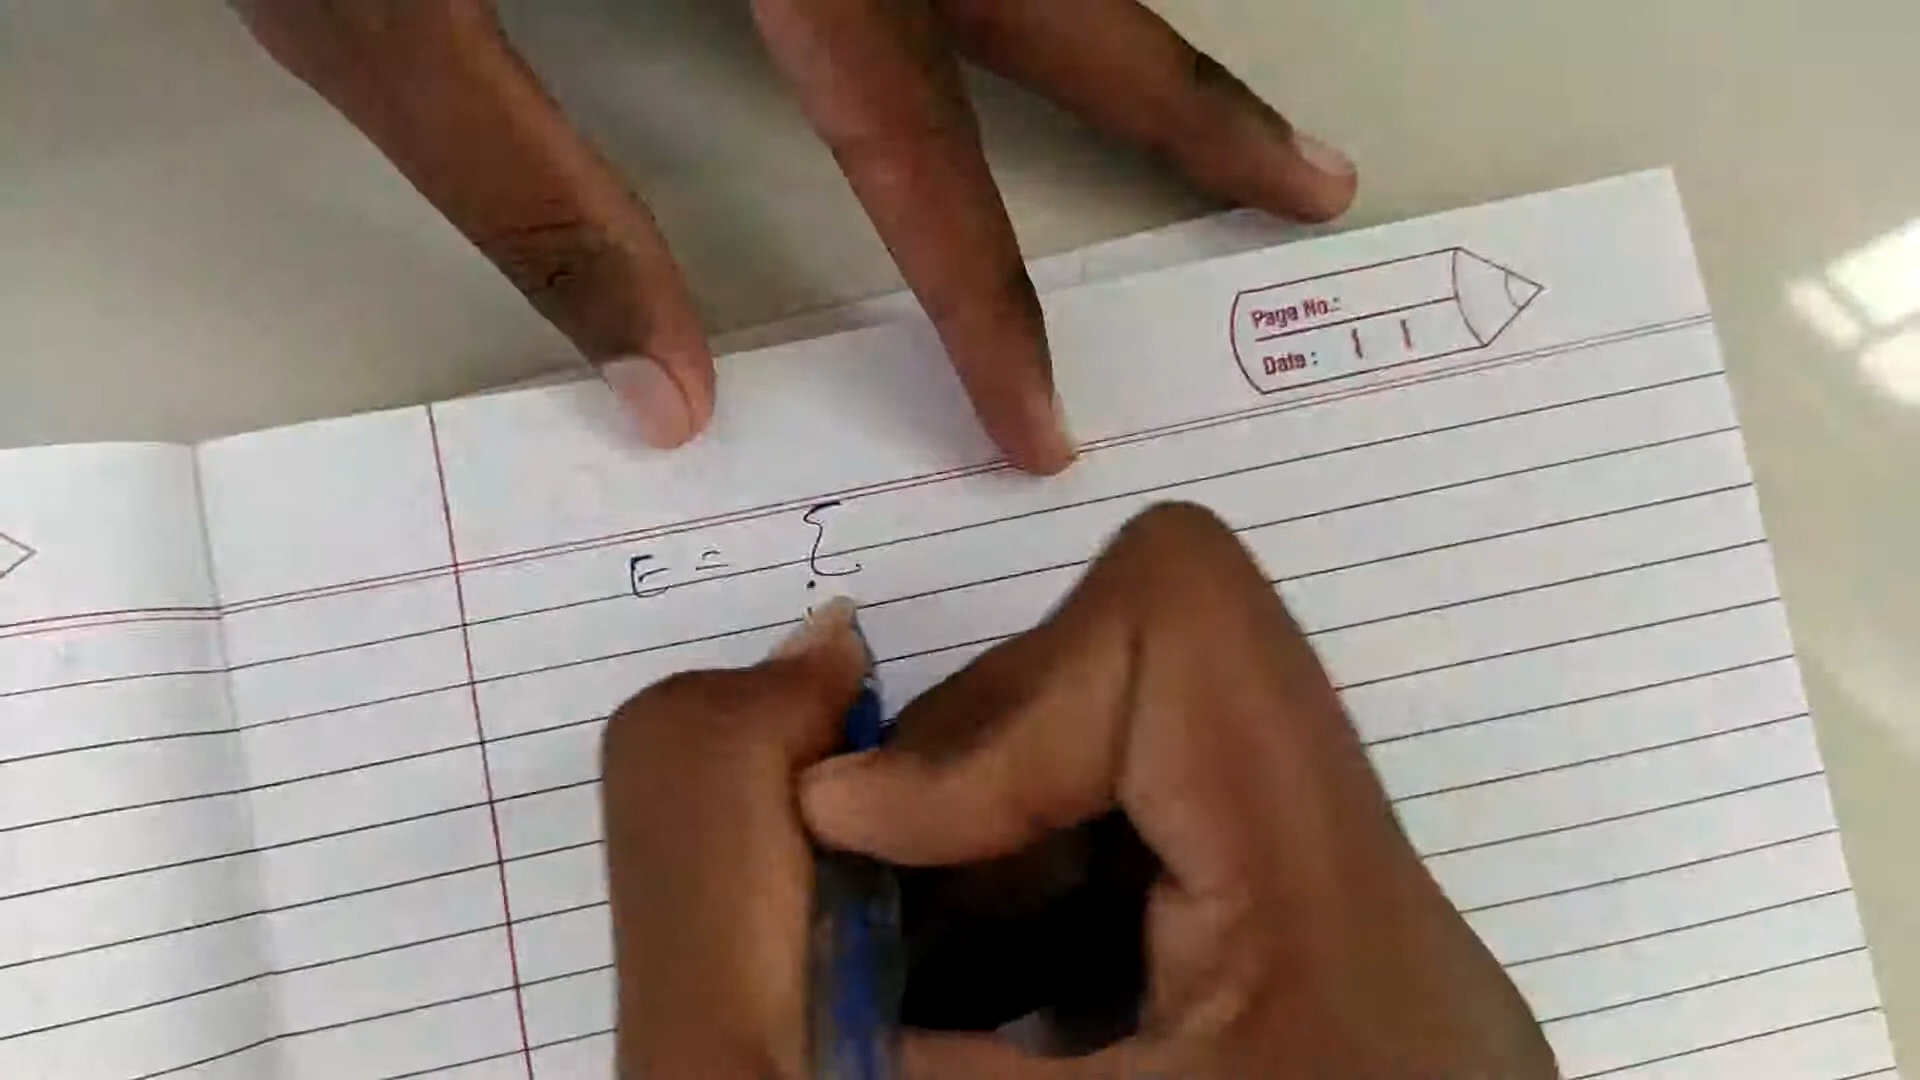 Page No.:
Date : / /
E = {